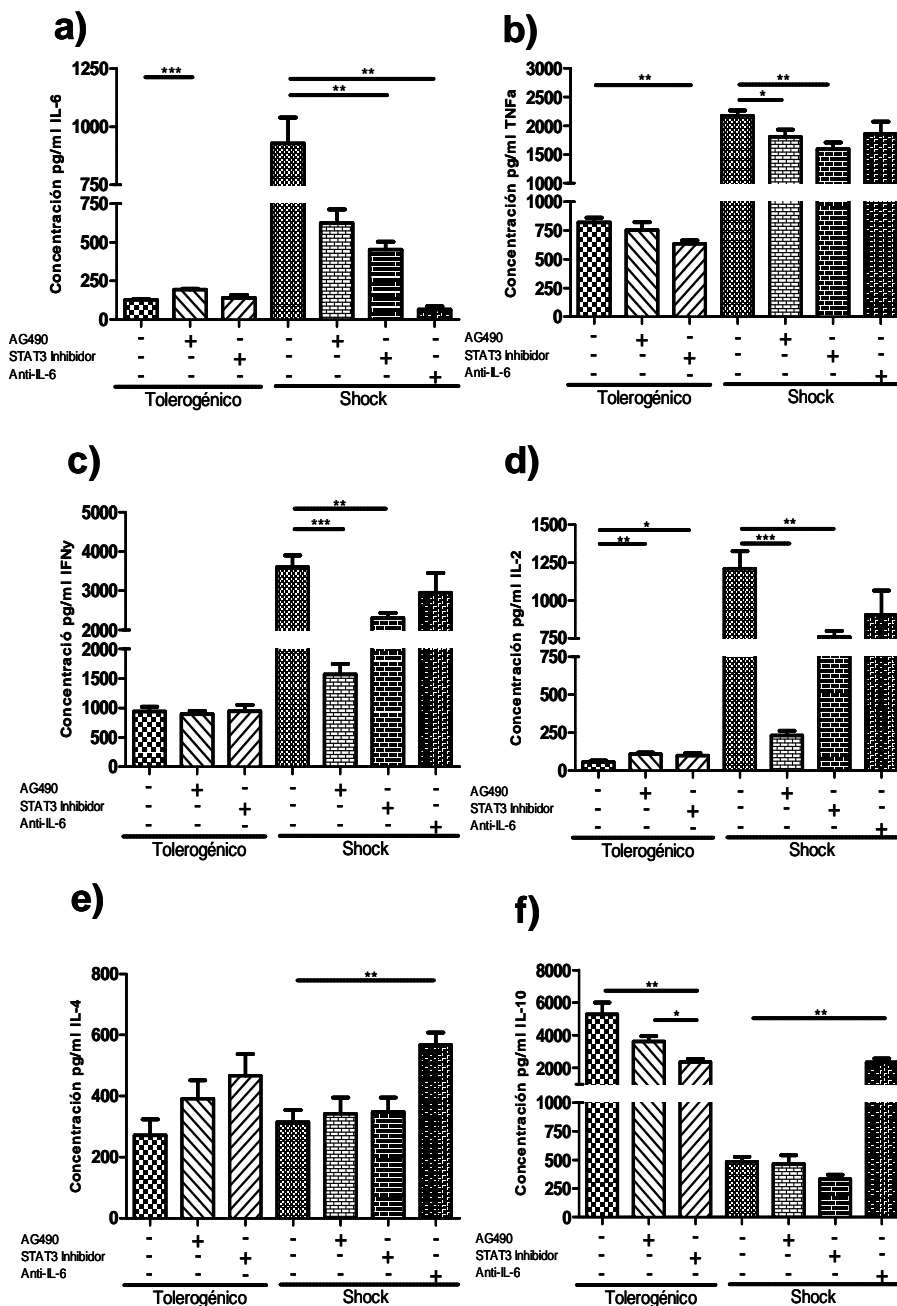 a)
b)
1250
1000
750
750
500
250
0
Concentración pg/ml IL-6
***
**
**
3000
2500
2000
1500
1000
1000
750
500
250
0
Concentración pg/ml TNFa
**
**
*
AG490 - + - - + - -
STAT3 Inhibidor - - + - - + -
Anti-IL-6 - - - - - - +
Tolerogénico Shock
AG490 - + - - + - -
STAT3 Inhibidor - - + - - + -
Anti-IL-6 - - - - - - +
Tolerogénico Shock
c)
d)
5000
4000
3000
2000
2000
1500
1000
500
0
Concentració pg/ml IFNy
**
***
1500
1250
1000
750
750
500
250
0
Concentración pg/ml IL-2
*
**
**
***
AG490 - + - - + - -
STAT3 Inhibidor - - + - - + -
Anti-IL-6 - - - - - - +
Tolerogénico Shock
AG490 - + - - + - -
STAT3 Inhibidor - - + - - + -
Anti-IL-6 - - - - - - +
Tolerogénico Shock
e)
f)
800
600
400
200
0
Concentración pg/ml IL-4
**
8000
6000
4000
2000
1000
750
500
250
0
Concentración pg/ml IL-10
**
*
**
AG490 - + - - + - -
STAT3 Inhibidor - - + - - + -
Anti-IL-6 - - - - - - +
Tolerogénico Shock
AG490 - + - - + - -
STAT3 Inhibidor - - + - - + -
Anti-IL-6 - - - - - - +
Tolerogénico Shock